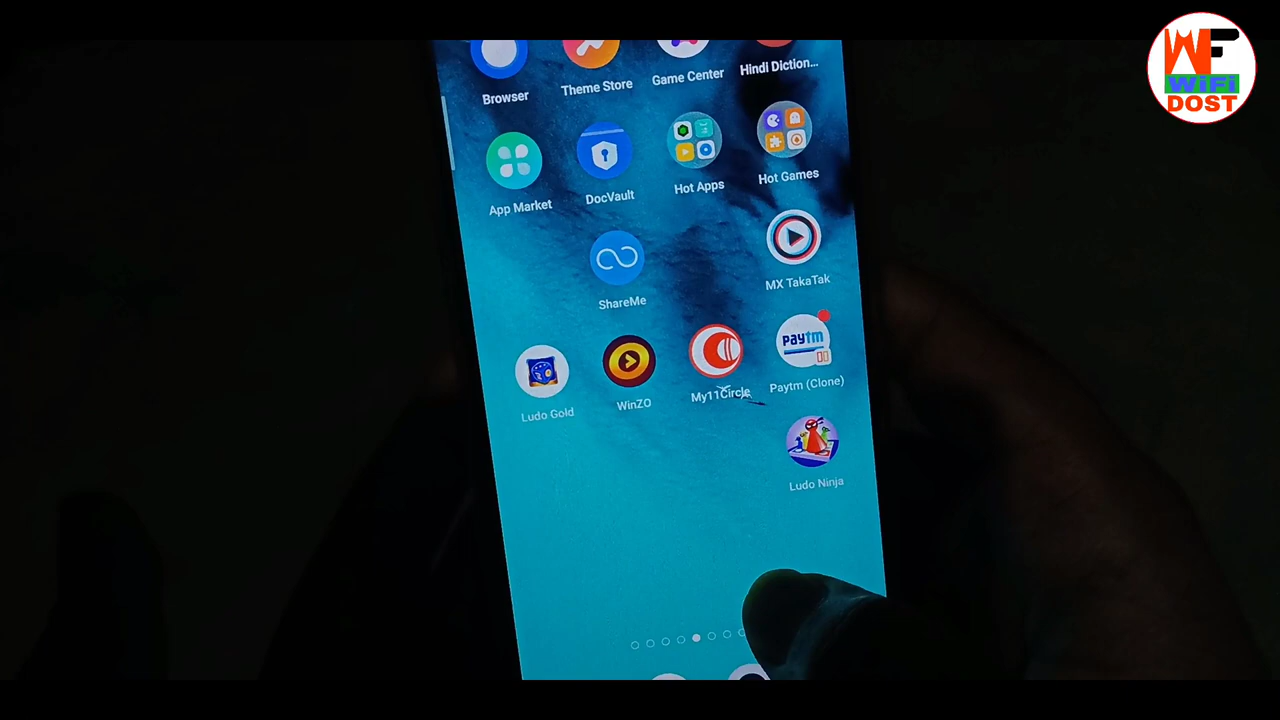 WF
WiFi
DOST
Browser
Theme Store
Game Center
Hindi Diction...
App Market
DocVault
Hot Apps
Hot Games
ShareMe
MX TakaTak
paytm
Ludo Gold
WinZO
My11Circle
Paytm (Clone)
Ludo Ninja